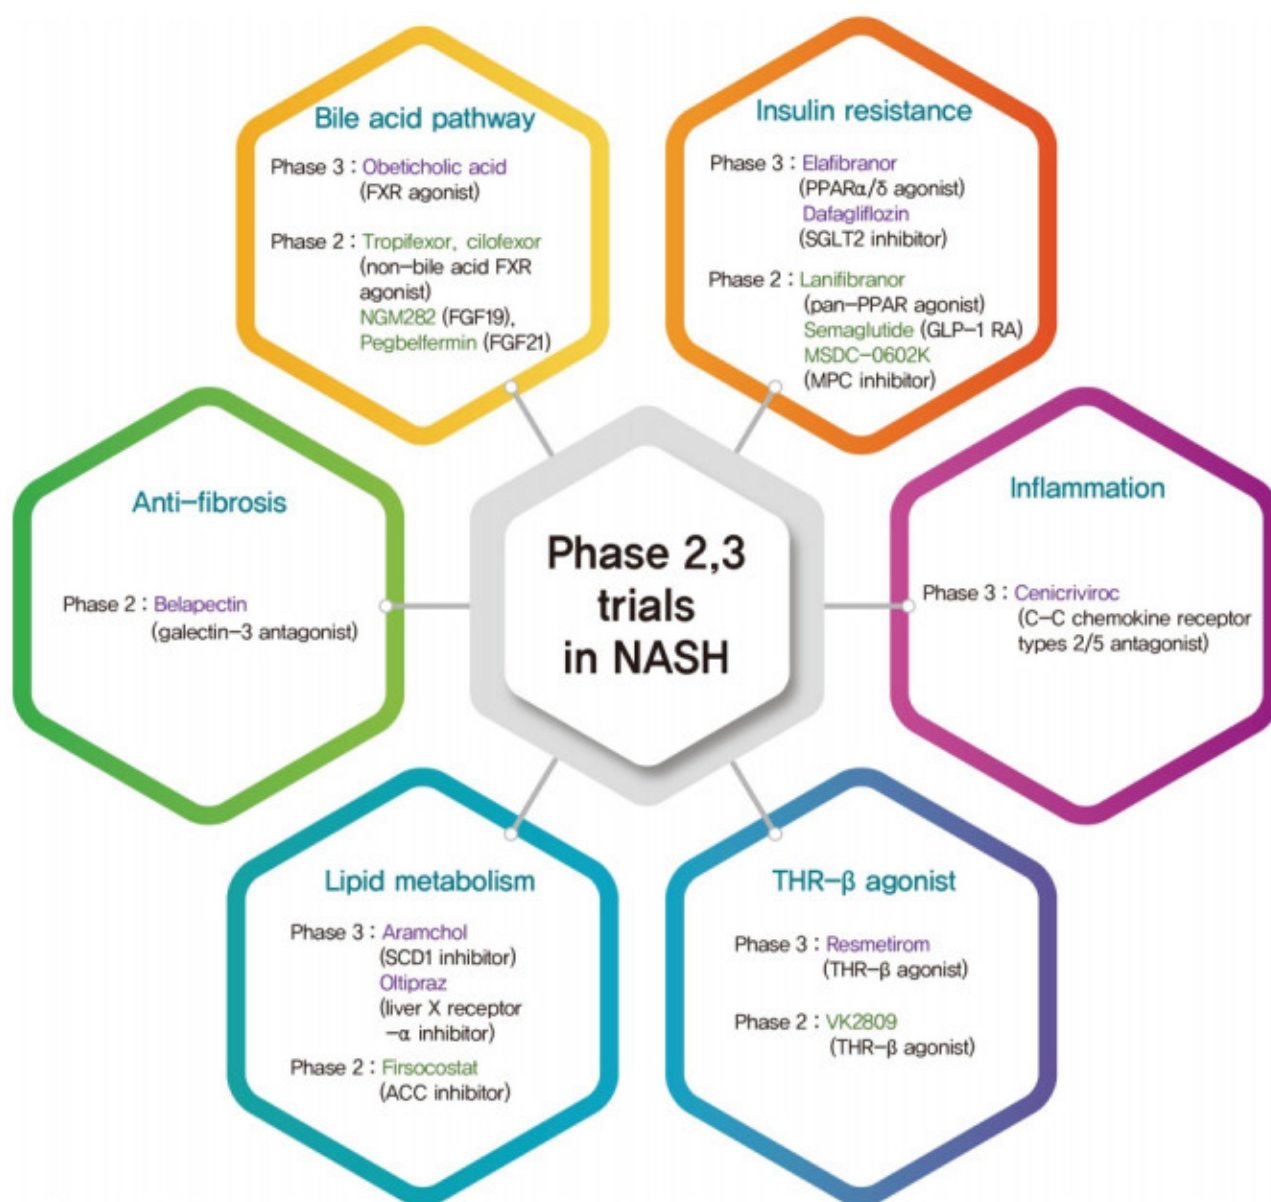 Bile acid pathway
Phase 3 : Obeticholic acid
(FXR agonist)
Phase 2 : Tropifexor, cilofexor
(non-bile acid FXR
agonist)
NGM282 (FGF19),
Pegbelfermin (FGF21)
Insulin resistance
Phase 3 : Elafibranor
(PPARα/δ agonist)
Dafagliflozin
(SGLT2 inhibitor)
Phase 2 : Lanifibranor
(pan-PPAR agonist)
Semaglutide (GLP-1 RA)
MSDC-0602K
(MPC inhibitor)
Anti-fibrosis
Phase 2 : Belapectin
(galectin-3 antagonist)
Phase 2,3
trials
in NASH
Inflammation
Phase 3 : Cenicriviroc
(C-C chemokine receptor
types 2/5 antagonist)
Lipid metabolism
Phase 3 : Aramchol
(SCD1 inhibitor)
Oltipraz
(liver X receptor
-α inhibitor)
Phase 2 : Firsocostat
(ACC inhibitor)
THR-β agonist
Phase 3 : Resmetirom
(THR-β agonist)
Phase 2 : VK2809
(THR-β agonist)